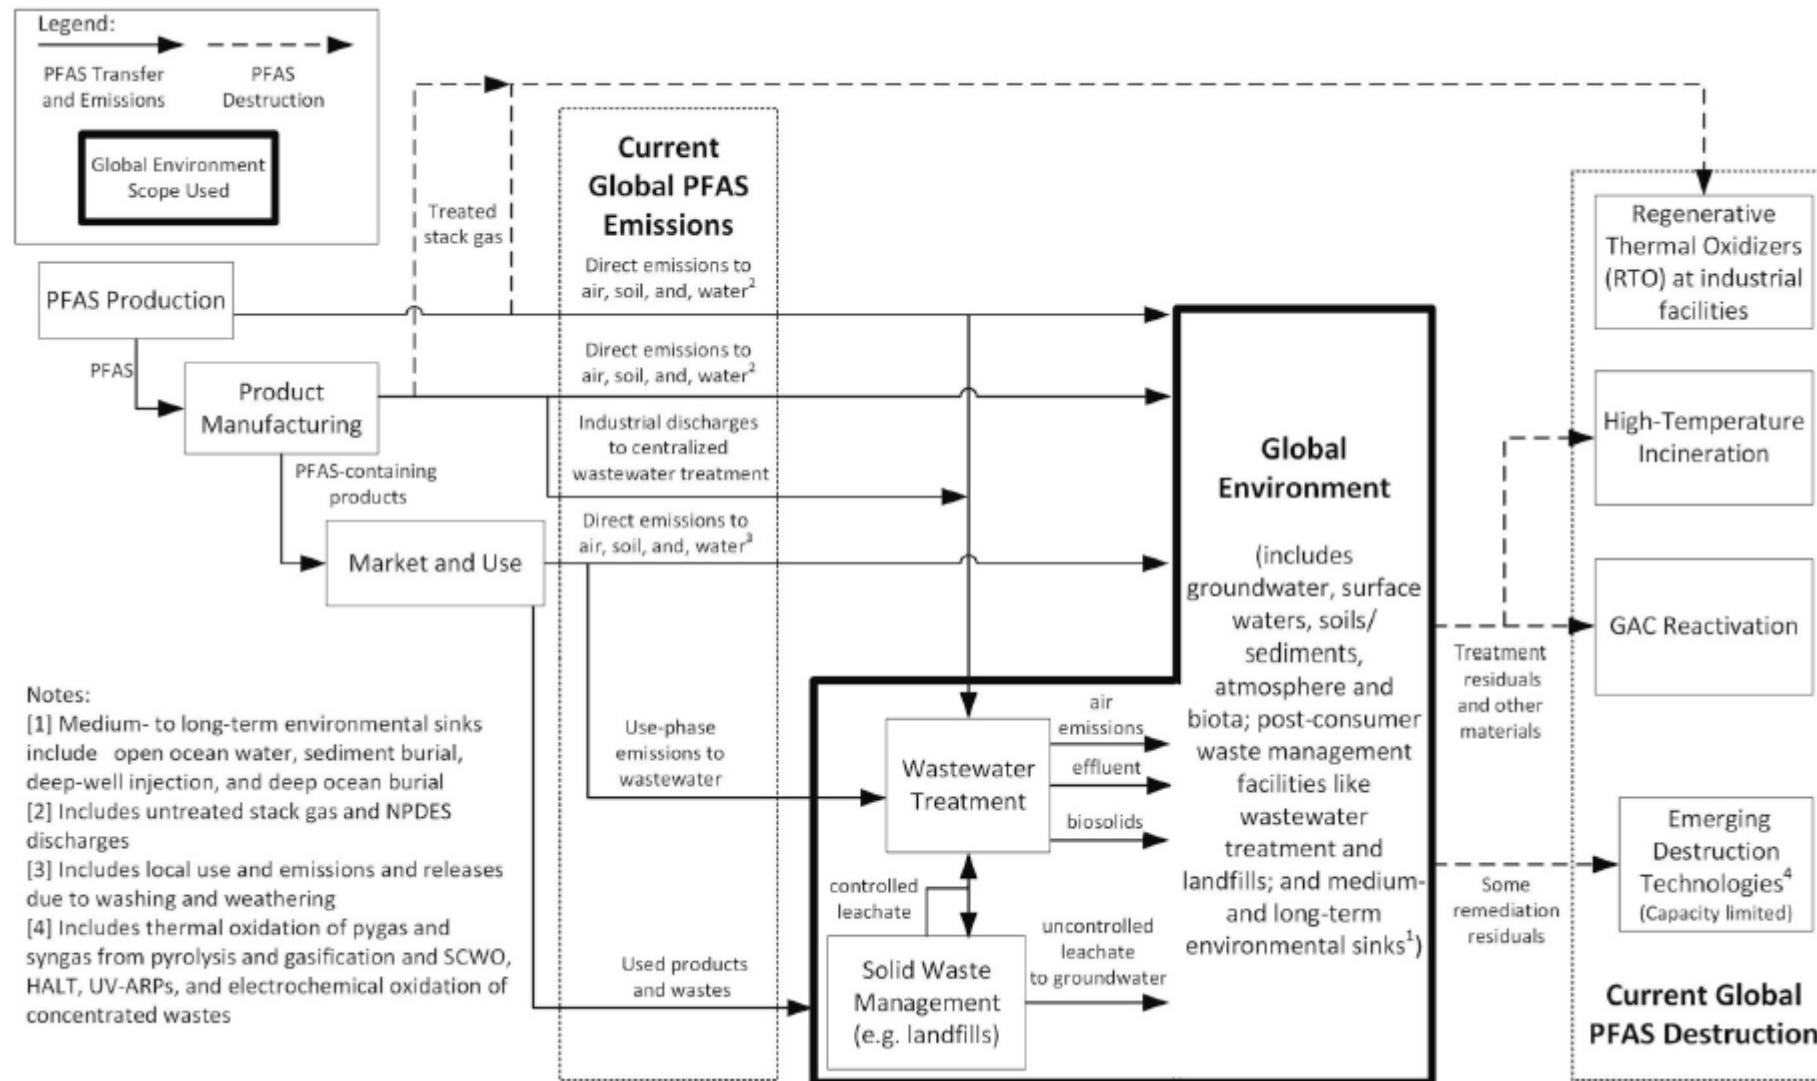 Legend:
PFAS Transfer
and Emissions
PFAS
Destruction
Global Environment
Scope Used
Treated
stack gas
Current
Global PFAS
Emissions
Direct emissions to
air, soil, and, water²
PFAS Production
PFAS
Direct emissions to
air, soil, and, water²
Product
Manufacturing
Industrial discharges
to centralized
wastewater treatment
PFAS-containing
products
Direct emissions to
air, soil, and, water³
Market and Use
Use-phase
emissions to
wastewater
Used products
and wastes
Notes:
[1] Medium- to long-term environmental sinks
include open ocean water, sediment burial,
deep-well injection, and deep ocean burial
[2] Includes untreated stack gas and NPDES
discharges
[3] Includes local use and emissions and releases
due to washing and weathering
[4] Includes thermal oxidation of pygas and
syngas from pyrolysis and gasification and SCWO,
HALT, UV-ARPs, and electrochemical oxidation of
concentrated wastes
Wastewater
Treatment
air
emissions
effluent
biosolids
controlled
leachate
Solid Waste
Management
(e.g. landfills)
uncontrolled
leachate
to groundwater
Global
Environment
(includes
groundwater, surface
waters, soils/
sediments,
atmosphere and
biota; post-consumer
waste management
facilities like
wastewater
treatment and
landfills; and medium-
and long-term
environmental sinks¹)
Treatment
residuals
and other
materials
Some
remediation
residuals
Regenerative
Thermal Oxidizers
(RTO) at industrial
facilities
High-Temperature
Incineration
GAC Reactivation
Emerging
Destruction
Technologies⁴
(Capacity limited)
Current Global
PFAS Destruction